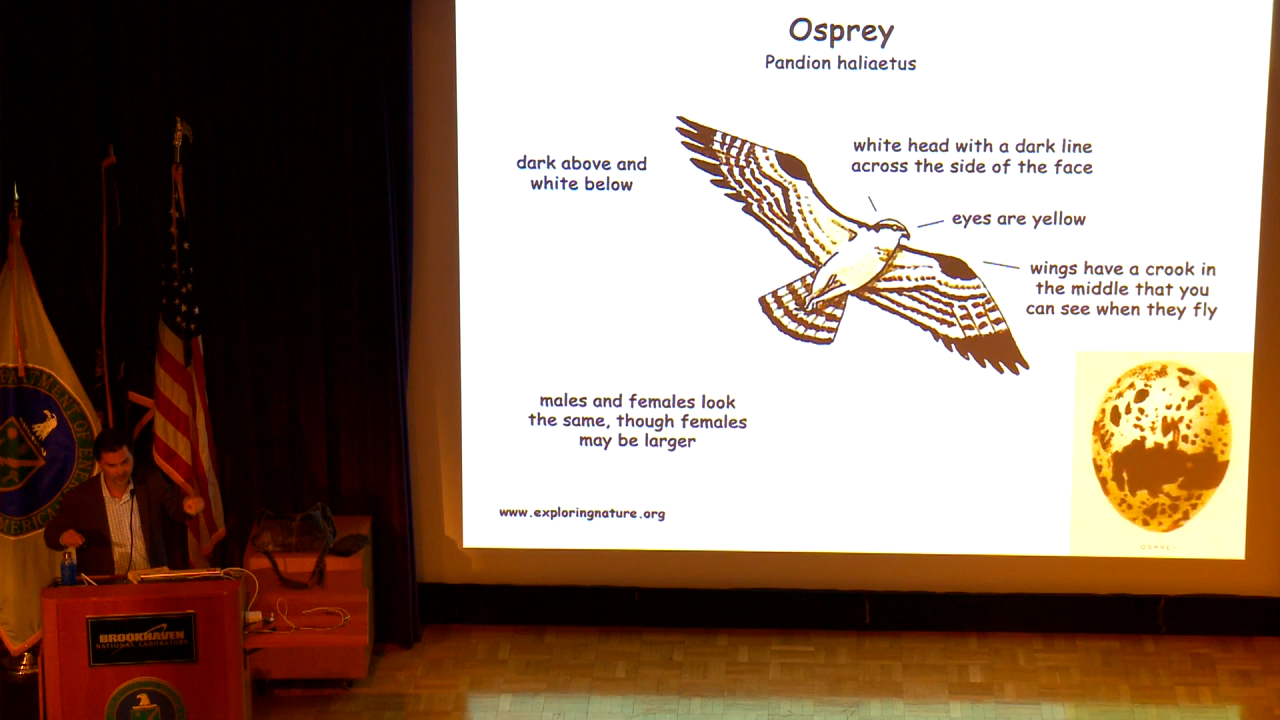 Osprey
Pandion haliaetus
dark above and
white below
white head with a dark line
across the side of the face
eyes are yellow
wings have a crook in
the middle that you
can see when they fly
males and females look
the same, though females
may be larger
www.exploringnature.org
OSPREY
BROOKHAVEN
NATIONAL LABORATORY